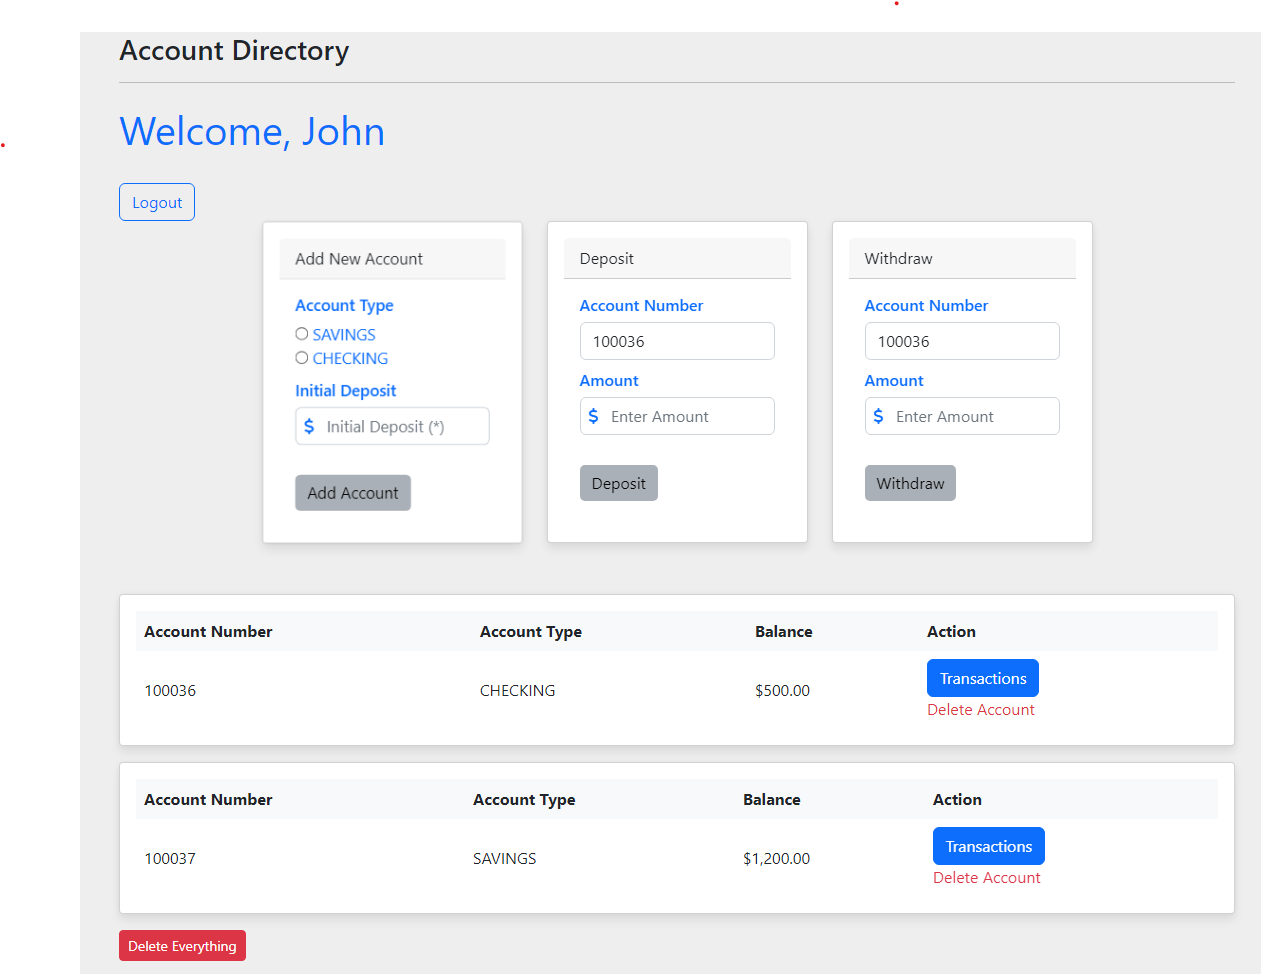 Account Directory
Welcome, John
Logout
Add New Account
Account Type
SAVINGS
CHECKING
Initial Deposit
$ Initial Deposit (*)
Add Account
Deposit
Account Number
100036
Amount
$ Enter Amount
Deposit
Withdraw
Account Number
100036
Amount
$ Enter Amount
Withdraw
Account Number Account Type Balance Action
100036 CHECKING $500.00 Transactions
Delete Account
Account Number Account Type Balance Action
100037 SAVINGS $1,200.00 Transactions
Delete Account
Delete Everything